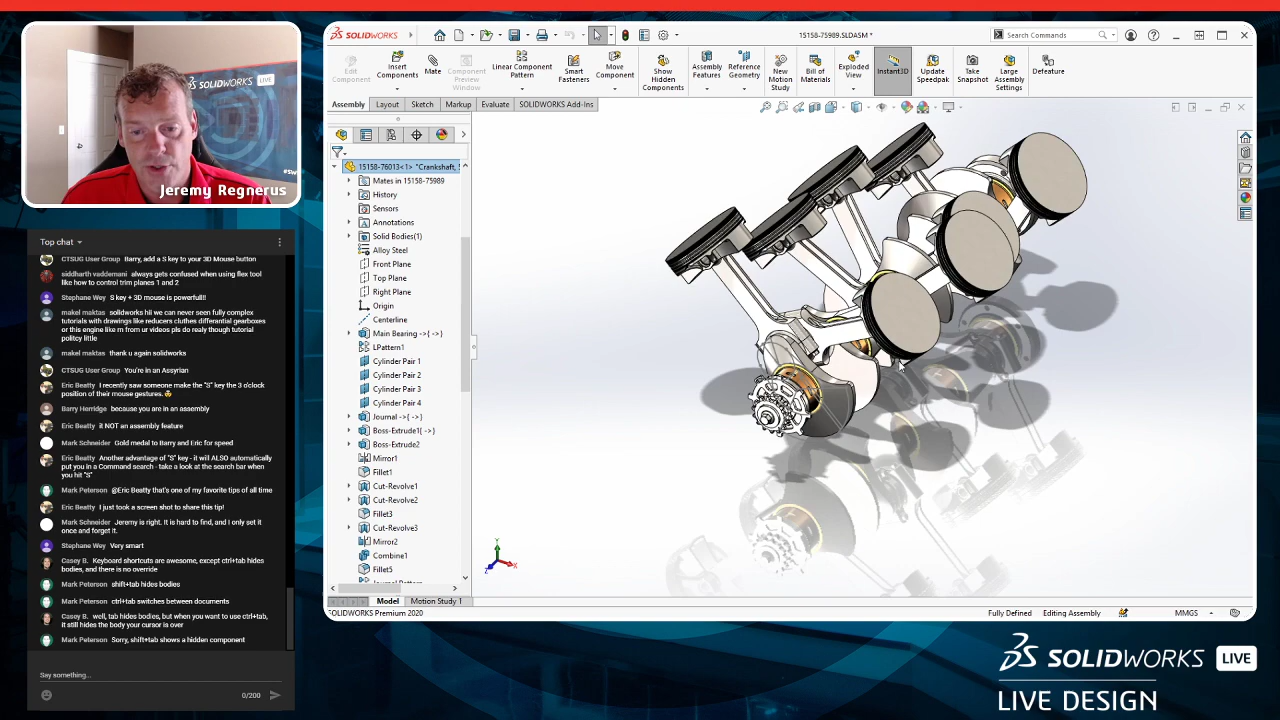 SOLIDWORKS LIVE
#SW
Jeremy Regnerus
Top chat
CTSUG User Group Barry, add a S key to your 3D Mouse button
siddharth vaddemani always gets confused when using flex tool
like how to control trim planes 1 and 2
Stephane Wey S key + 3D mouse is powerful!!
makel maktas solidworks hii we can never seen fully complex
tutorials with drewings like reducers cluthes differantial gearboxes
or this engine like m from ur videos pls do realy though tutorial
politcy little
makel maktas thank u again solidworks
CTSUG User Group You're in an Assyrian
Eric Beatty I recently saw someone make the "S" key the 3 o'clock
position of their mouse gestures.
Barry Herridge because you are in an assembly
Eric Beatty it NOT an assembly feature
Mark Schneider Gold medal to Barry and Eric for speed
Eric Beatty Another advantage of "S" key - it will ALSO automatically
put you in a Command search - take a look at the search bar when
you hit "S"
Mark Peterson @Eric Beatty that's one of my favorite tips of all time
Eric Beatty I just took a screen shot to share this tip!
Mark Schneider Jeremy is right. It is hard to find, and I only set it
once and forget it.
Stephane Wey Very smart
Casey B. Keyboard shortcuts are awesome, except ctrl+tab hides
bodies, and there is no override
Mark Peterson shift+tab hides bodies
Mark Peterson ctrl+tab switches between documents
Casey B. well, tab hides bodies, but when you want to use ctrl+tab,
it still hides the body your cursor is over
Mark Peterson Sorry, shift+tab shows a hidden component
Say something...
0/200
SOLIDWORKS
15158-75989.SLDASM *
Search Commands
Edit Component
Insert Components
Mate
Component Preview Window
Linear Component Pattern
Smart Fasteners
Move Component
Show Hidden Components
Assembly Features
Reference Geometry
New Motion Study
Bill of Materials
Exploded View
Instant3D
Update Speedpak
Take Snapshot
Large Assembly Settings
Defeature
Assembly Layout Sketch Markup Evaluate SOLIDWORKS Add-Ins
15158-76013<1> "Crankshaft,
Mates in 15158-75989
History
Sensors
Annotations
Solid Bodies(1)
Alloy Steel
Front Plane
Top Plane
Right Plane
Origin
Centerline
Main Bearing ->{ ->}
LPattern1
Cylinder Pair 1
Cylinder Pair 2
Cylinder Pair 3
Cylinder Pair 4
Journal ->{ ->}
Boss-Extrude1{ ->}
Boss-Extrude2
Mirror1
Fillet1
Cut-Revolve1
Cut-Revolve2
Fillet3
Cut-Revolve3
Mirror2
Combine1
Fillet5
Y
X
Z
Model Motion Study 1
SOLIDWORKS Premium 2020
Fully Defined Editing Assembly MMGS
SOLIDWORKS LIVE
LIVE DESIGN